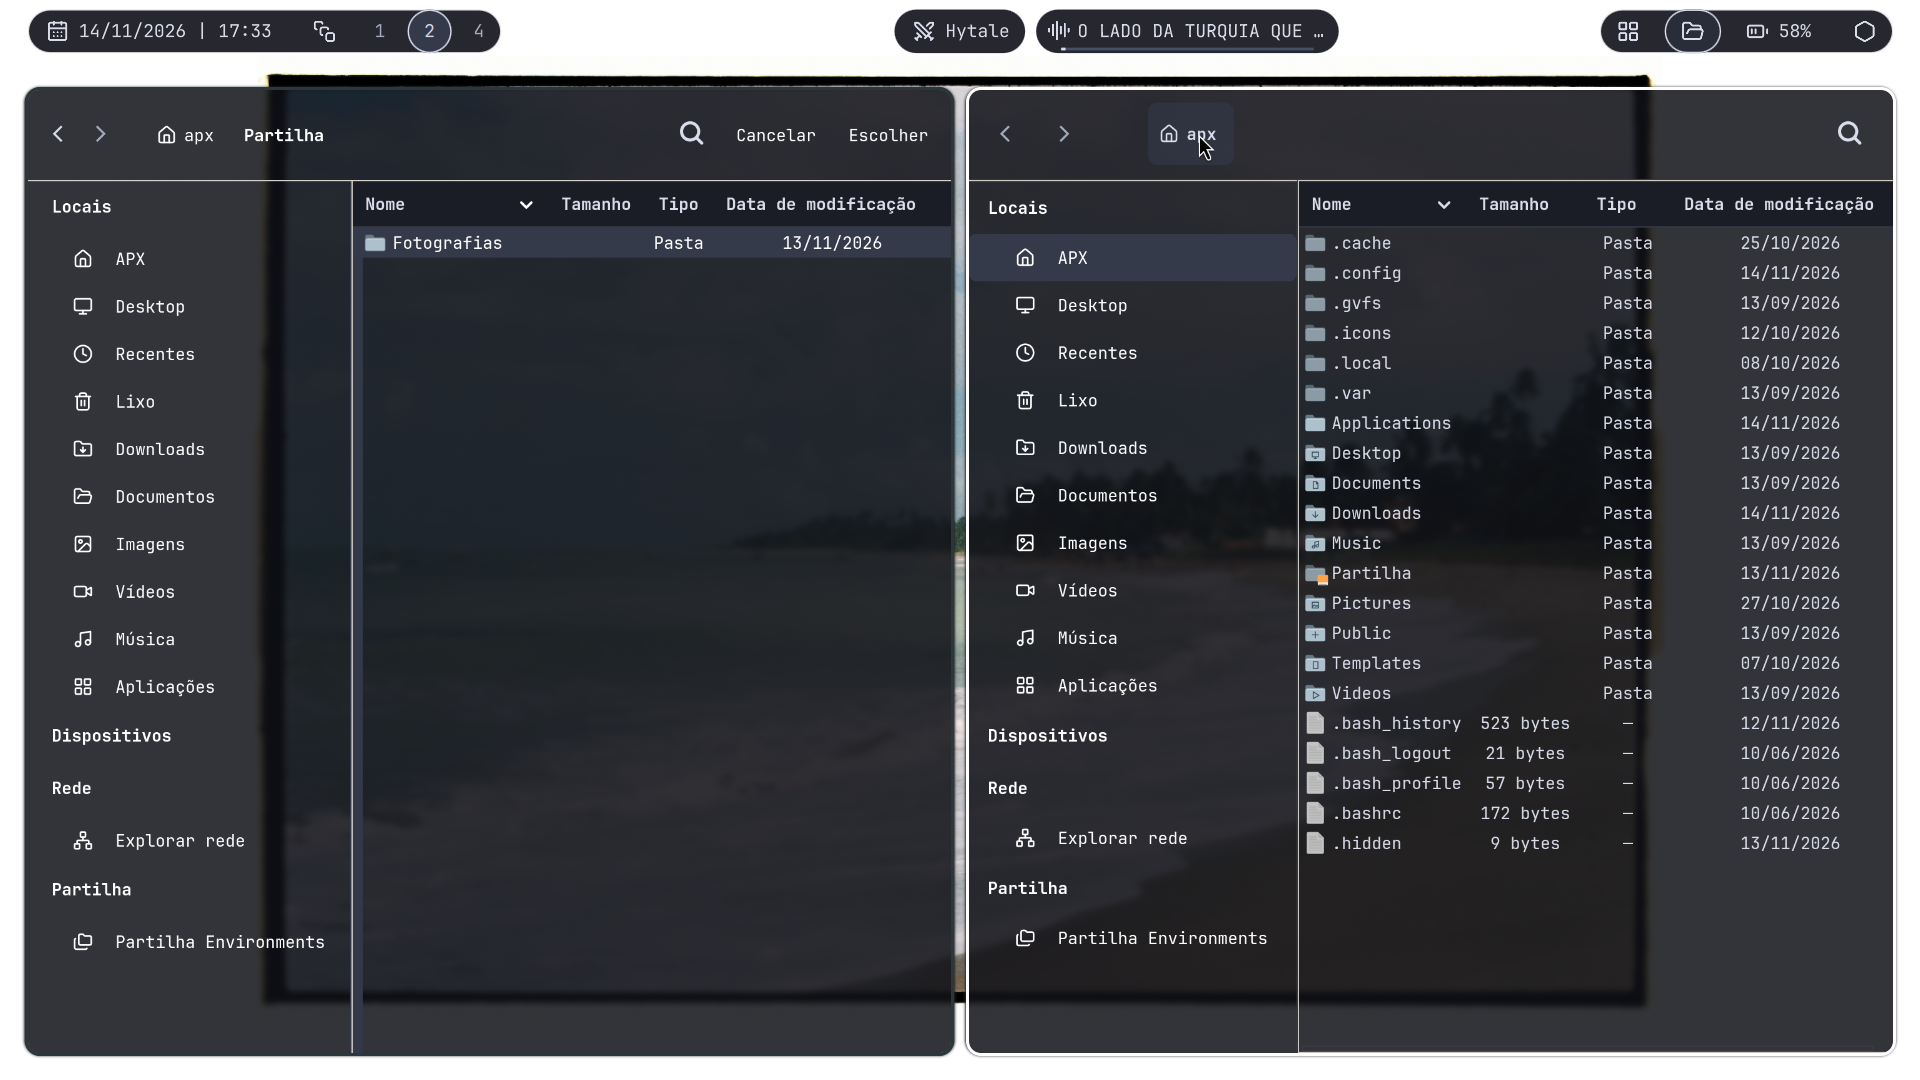 14/11/2026 | 17:33 1 2 4 Hytale O LADO DA TURQUIA QUE … 58%
apx Partilha Cancelar Escolher
Locais
APX
Desktop
Recentes
Lixo
Downloads
Documentos
Imagens
Vídeos
Música
Aplicações
Dispositivos
Rede
Explorar rede
Partilha
Partilha Environments
Nome Tamanho Tipo Data de modificação
Fotografias Pasta 13/11/2026
apx
Locais
APX
Desktop
Recentes
Lixo
Downloads
Documentos
Imagens
Vídeos
Música
Aplicações
Dispositivos
Rede
Explorar rede
Partilha
Partilha Environments
Nome Tamanho Tipo Data de modificação
.cache Pasta 25/10/2026
.config Pasta 14/11/2026
.gvfs Pasta 13/09/2026
.icons Pasta 12/10/2026
.local Pasta 08/10/2026
.var Pasta 13/09/2026
Applications Pasta 14/11/2026
Desktop Pasta 13/09/2026
Documents Pasta 13/09/2026
Downloads Pasta 14/11/2026
Music Pasta 13/09/2026
Partilha Pasta 13/11/2026
Pictures Pasta 27/10/2026
Public Pasta 13/09/2026
Templates Pasta 07/10/2026
Videos Pasta 13/09/2026
.bash_history 523 bytes — 12/11/2026
.bash_logout 21 bytes — 10/06/2026
.bash_profile 57 bytes — 10/06/2026
.bashrc 172 bytes — 10/06/2026
.hidden 9 bytes — 13/11/2026